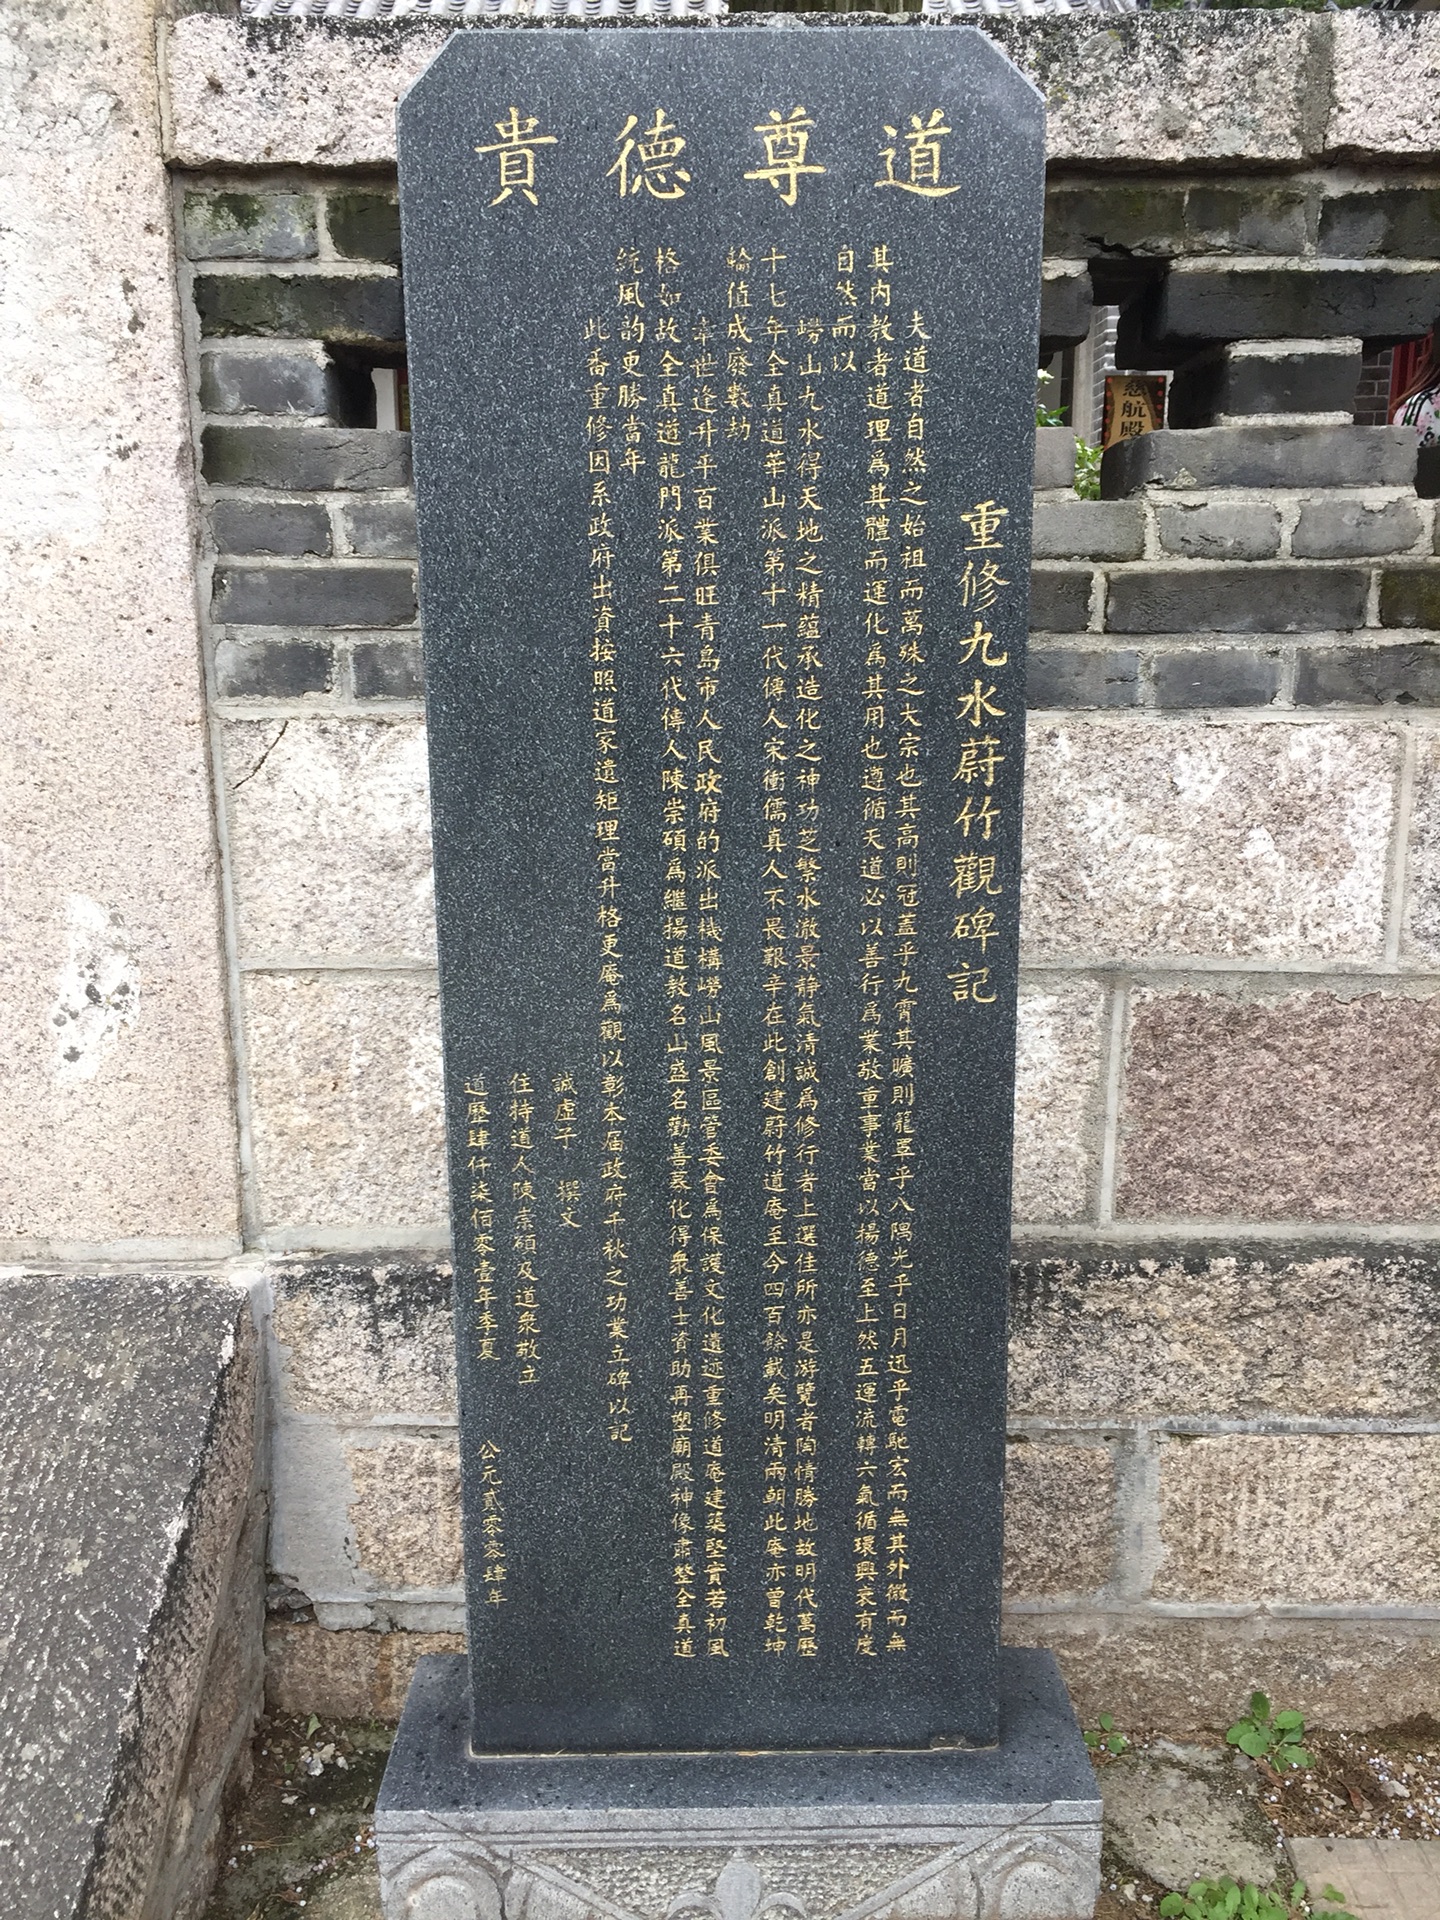 道尊德貴
重修九水蔚竹觀碑記
夫道者自然之始祖而萬殊之大宗也其高則冠蓋乎九霄其曠則籠罩乎八隅光乎日月迅乎電馳宏而無其外微而無
其内教者道理爲其體而運化爲其用也遵循天道必以善行爲業敬重事業當以揚德至上然五運流轉六氣循環興衰有度
自然而以
嶗山九水得天地之精蘊承造化之神功芝繁水澈景静氣清誠爲修行者上選住所亦是游覽者陶情勝地故明代萬歷
十七年全真道華山派第十一代傳人宋衝儒真人不畏艱辛在此創建蔚竹道庵至今四百餘載矣明清兩朝此庵亦曾乾坤
輪值成廢數劫
幸世逢升平百業俱旺青島市人民政府的派出機構嶗山風景區管委會爲保護文化遺迹重修道庵建築堅實若初風
格如故全真道龍門派第二十六代傳人陳崇碩爲繼揚道教名山盛名勸善募化得衆善士資助再塑廟殿神像肅整全真道
統風韵更勝當年
此番重修因系政府出資按照道家遺矩理當升格更庵爲觀以彰本屆政府千秋之功業立碑以記
誠虛子 撰文
住持道人陳崇碩及道衆敬立
道歷肆仟柒佰零壹年季夏 公元貳零零肆年
慈航殿